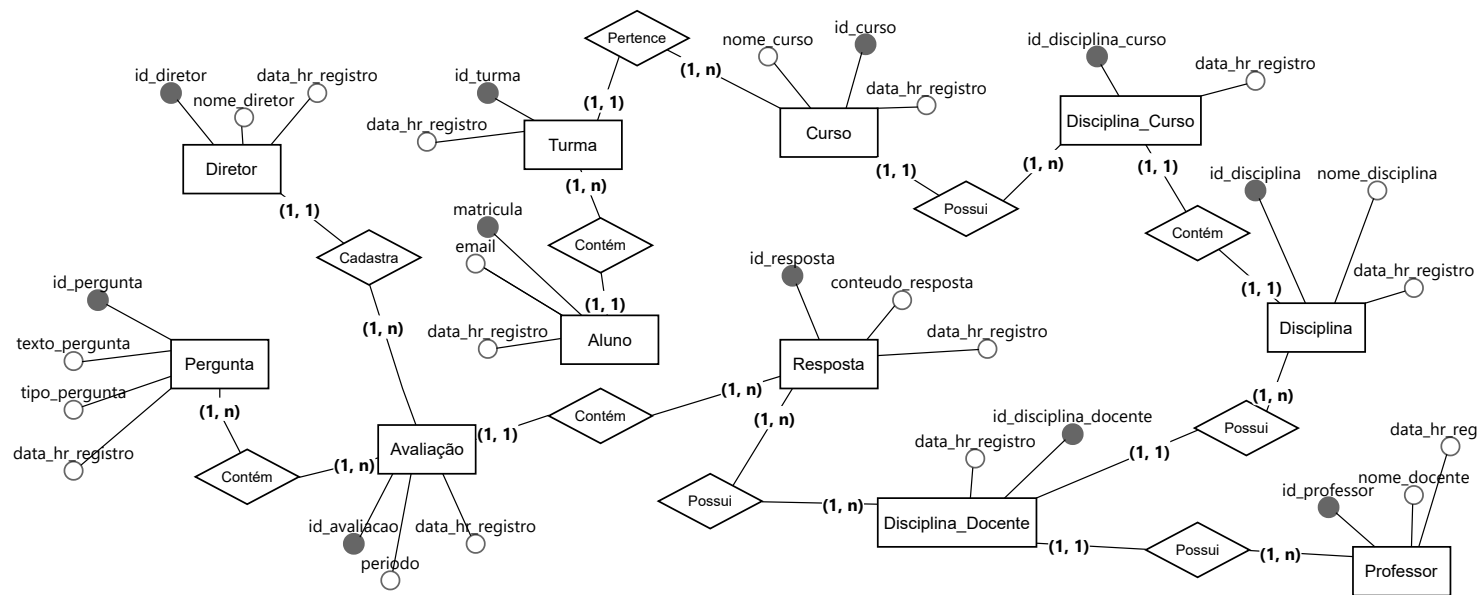 Pertence
nome_curso
id_curso
id_disciplina_curso
data_hr_registro
id_diretor
data_hr_registro
nome_diretor
id_turma
(1, n)
data_hr_registro
data_hr_registro
(1, 1)
Turma
Curso
Disciplina_Curso
Diretor
(1, 1)
(1, n)
(1, 1)
(1, n)
id_disciplina
nome_disciplina
(1, 1)
matricula
Possui
Contém
email
Contém
Cadastra
id_resposta
conteudo_resposta
data_hr_registro
id_pergunta
(1, 1)
(1, 1)
(1, n)
data_hr_registro
data_hr_registro
Disciplina
texto_pergunta
Aluno
Pergunta
Resposta
tipo_pergunta
(1, n)
(1, n)
(1, n)
Contém
(1, n)
id_disciplina_docente
(1, 1)
data_hr_registro
Possui
data_hr_reg
Avaliação
data_hr_registro
(1, n)
(1, 1)
Contém
nome_docente
id_professor
Possui
(1, n)
Disciplina_Docente
id_avaliacao
data_hr_registro
(1, 1)
Possui
(1, n)
periodo
Professor